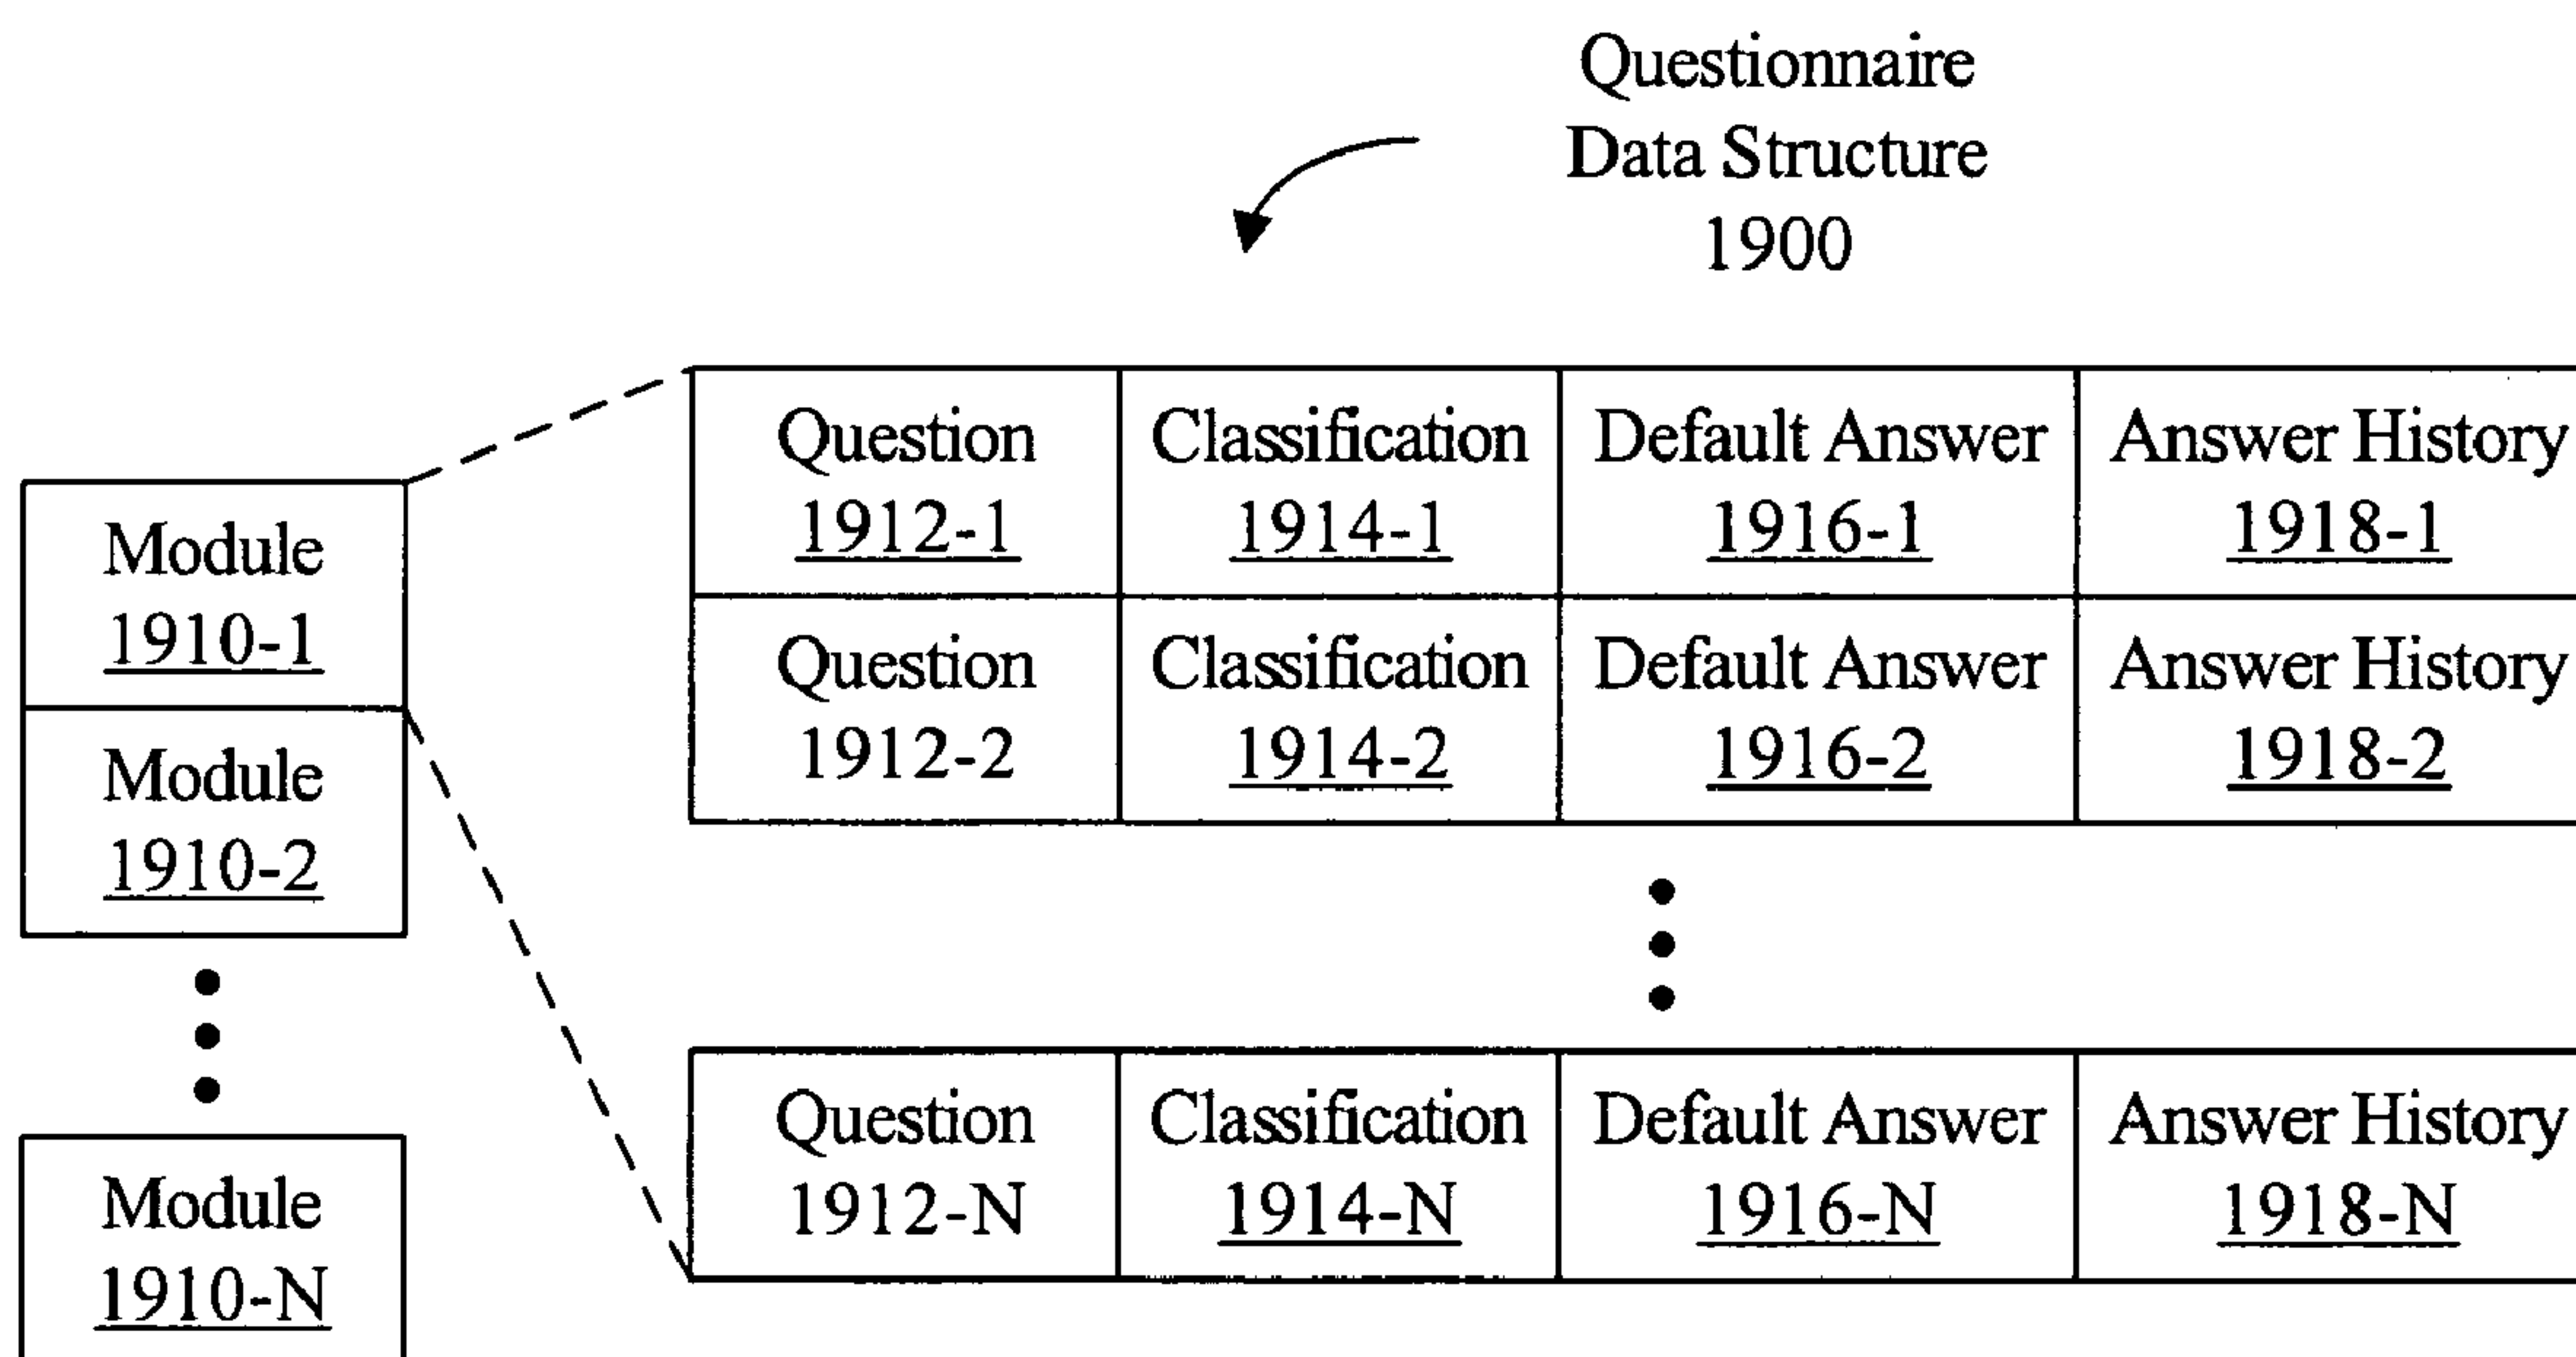 Questionnaire
Data Structure
1900
Module
1910-1
Module
1910-2
Module
1910-N
Question Classification Default Answer Answer History
1912-1 1914-1 1916-1 1918-1
Question Classification Default Answer Answer History
1912-2 1914-2 1916-2 1918-2
Question Classification Default Answer Answer History
1912-N 1914-N 1916-N 1918-N